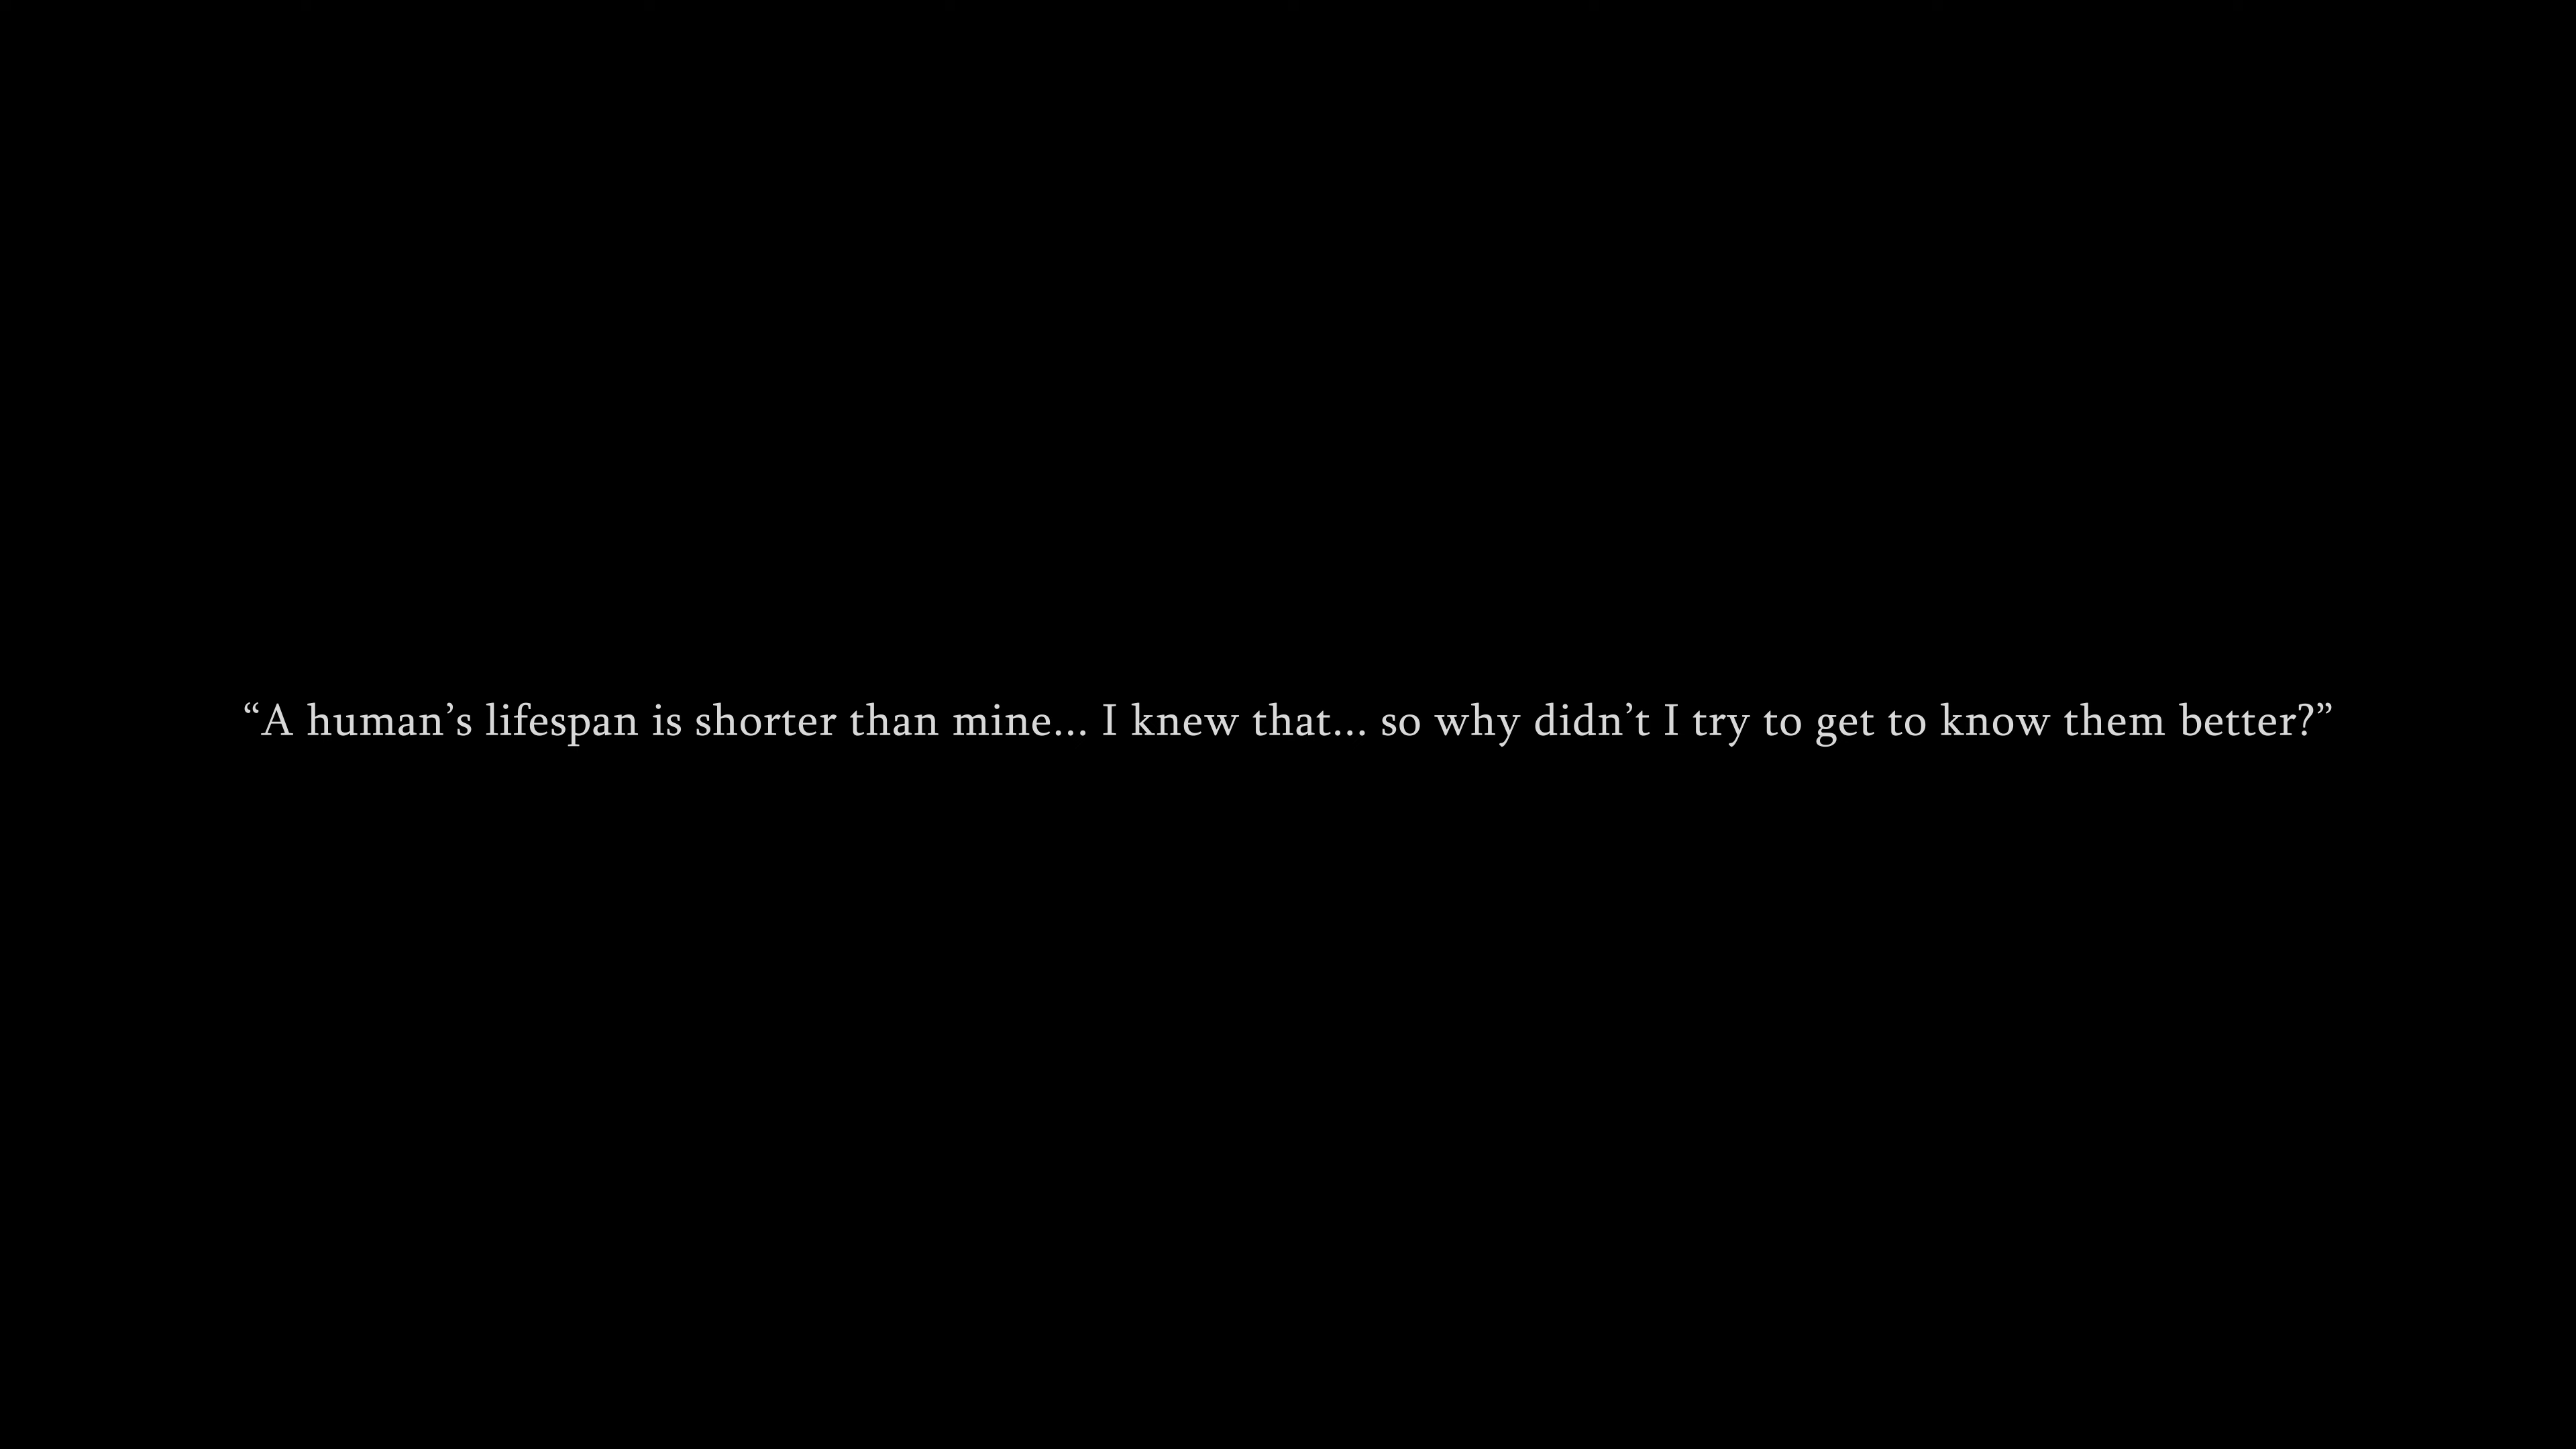 “A human’s lifespan is shorter than mine... I knew that... so why didn’t I try to get to know them better?”